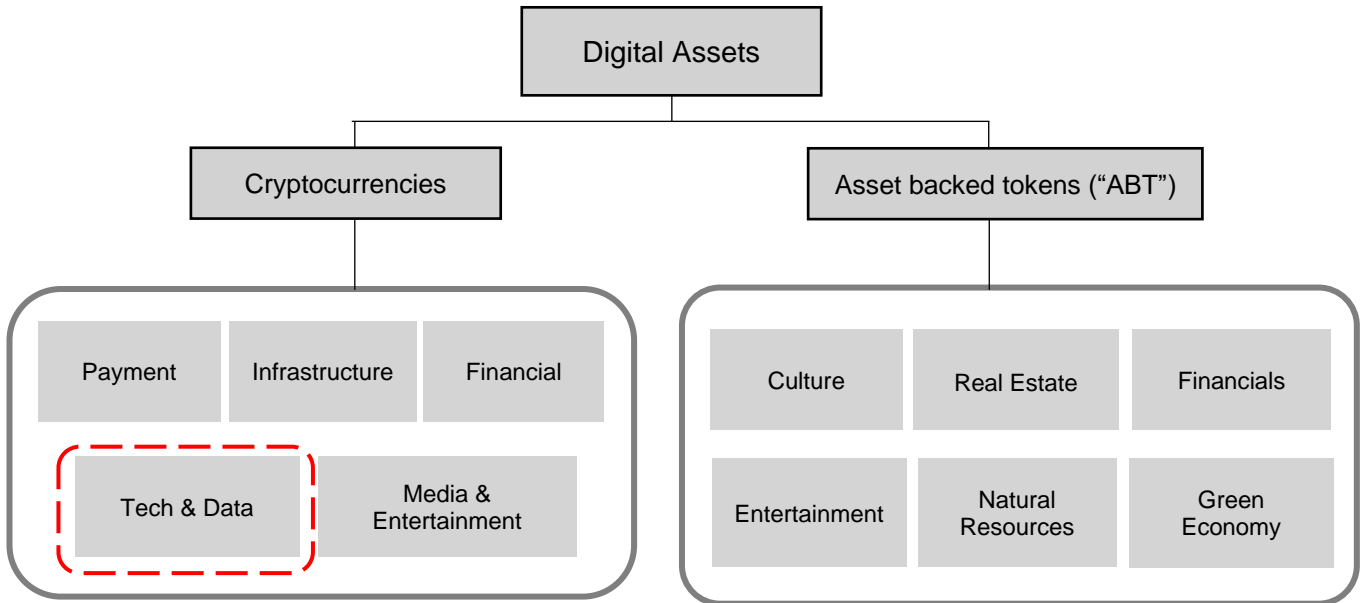 Digital Assets
Cryptocurrencies
Asset backed tokens (“ABT”)
Payment
Infrastructure
Financial
Tech & Data
Media &
Entertainment
Culture
Real Estate
Financials
Entertainment
Natural
Resources
Green
Economy